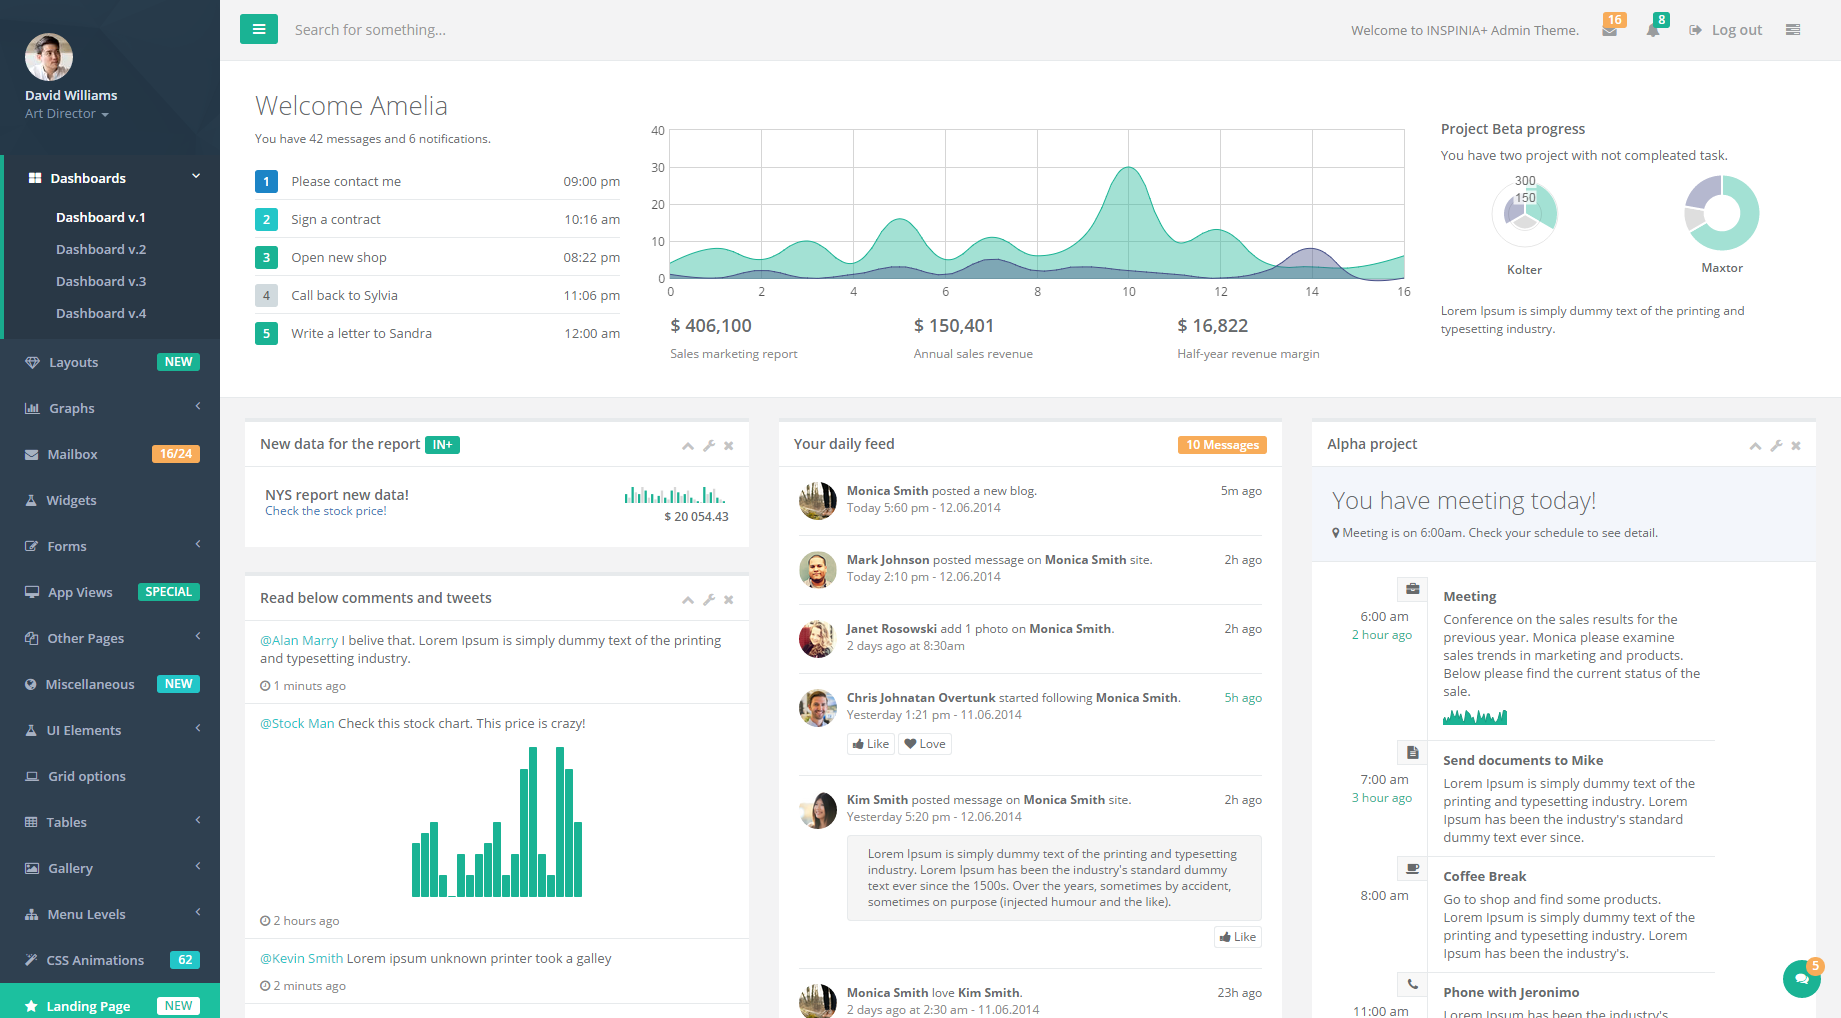 David Williams
Art Director
Dashboards
Dashboard v.1
Dashboard v.2
Dashboard v.3
Dashboard v.4
Layouts NEW
Graphs
Mailbox 16/24
Widgets
Forms
App Views SPECIAL
Other Pages
Miscellaneous NEW
UI Elements
Grid options
Tables
Gallery
Menu Levels
CSS Animations 62
Landing Page NEW
Search for something...
Welcome to INSPINIA+ Admin Theme. 16 8 Log out
Welcome Amelia
You have 42 messages and 6 notifications.
1 Please contact me 09:00 pm
2 Sign a contract 10:16 am
3 Open new shop 08:22 pm
4 Call back to Sylvia 11:06 pm
5 Write a letter to Sandra 12:00 am
40
30
20
10
0
0 2 4 6 8 10 12 14 16
$ 406,100 $ 150,401 $ 16,822
Sales marketing report Annual sales revenue Half-year revenue margin
Project Beta progress
You have two project with not compleated task.
300
150
Kolter Maxtor
Lorem Ipsum is simply dummy text of the printing and
typesetting industry.
New data for the report IN+
NYS report new data!
Check the stock price!
$ 20 054.43
Read below comments and tweets
@Alan Marry I belive that. Lorem Ipsum is simply dummy text of the printing
and typesetting industry.
1 minuts ago
@Stock Man Check this stock chart. This price is crazy!
2 hours ago
@Kevin Smith Lorem ipsum unknown printer took a galley
2 minuts ago
Your daily feed 10 Messages
Monica Smith posted a new blog. 5m ago
Today 5:60 pm - 12.06.2014
Mark Johnson posted message on Monica Smith site. 2h ago
Today 2:10 pm - 12.06.2014
Janet Rosowski add 1 photo on Monica Smith. 2h ago
2 days ago at 8:30am
Chris Johnatan Overtunk started following Monica Smith. 5h ago
Yesterday 1:21 pm - 11.06.2014
Like Love
Kim Smith posted message on Monica Smith site. 2h ago
Yesterday 5:20 pm - 12.06.2014
Lorem Ipsum is simply dummy text of the printing and typesetting
industry. Lorem Ipsum has been the industry's standard dummy
text ever since the 1500s. Over the years, sometimes by accident,
sometimes on purpose (injected humour and the like).
Like
Monica Smith love Kim Smith. 23h ago
2 days ago at 2:30 am - 11.06.2014
Alpha project
You have meeting today!
Meeting is on 6:00am. Check your schedule to see detail.
6:00 am
2 hour ago
Meeting
Conference on the sales results for the
previous year. Monica please examine
sales trends in marketing and products.
Below please find the current status of the
sale.
7:00 am
3 hour ago
Send documents to Mike
Lorem Ipsum is simply dummy text of the
printing and typesetting industry. Lorem
Ipsum has been the industry's standard
dummy text ever since.
8:00 am
Coffee Break
Go to shop and find some products.
Lorem Ipsum is simply dummy text of the
printing and typesetting industry. Lorem
Ipsum has been the industry's.
11:00 am
Phone with Jeronimo
Lorem Ipsum has been the industry's
5